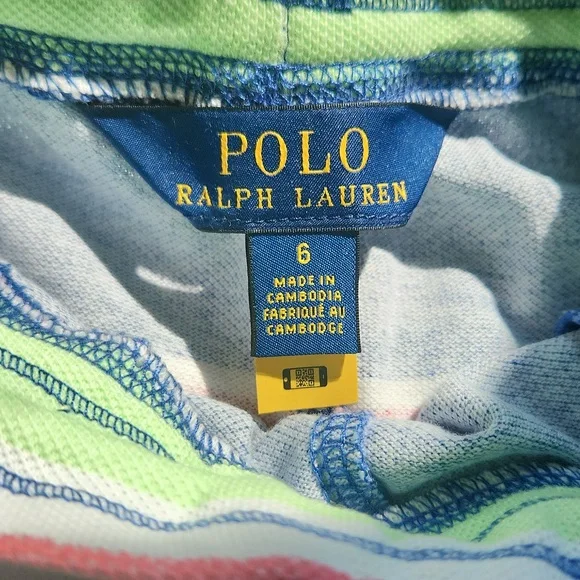 POLO
RALPH LAUREN
6
MADE IN
CAMBODIA
FABRIQUÉ AU
CAMBODGE